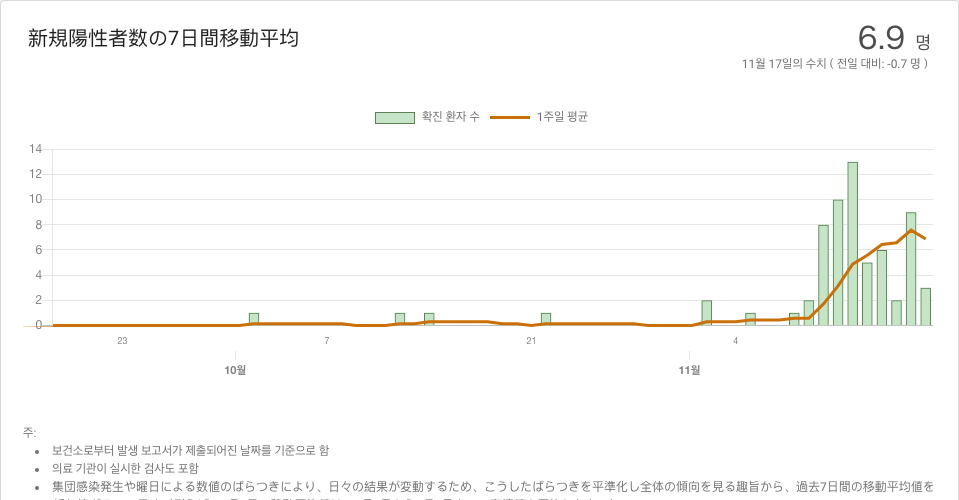 新規陽性者数の7日間移動平均
6.9 명
11월 17일의 수치 ( 전일 대비: -0.7 명 )
확진 환자 수 1주일 평균
14
12
10
8
6
4
2
0
23 7 21 4
10월 11월
주:
보건소로부터 발생 보고서가 제출되어진 날짜를 기준으로 함
의료 기관이 실시한 검사도 포함
集団感染発生や曜日による数値のばらつきにより、日々の結果が変動するため、こうしたばらつきを平準化し全体の傾向を見る趣旨から、過去7日間の移動平均値を